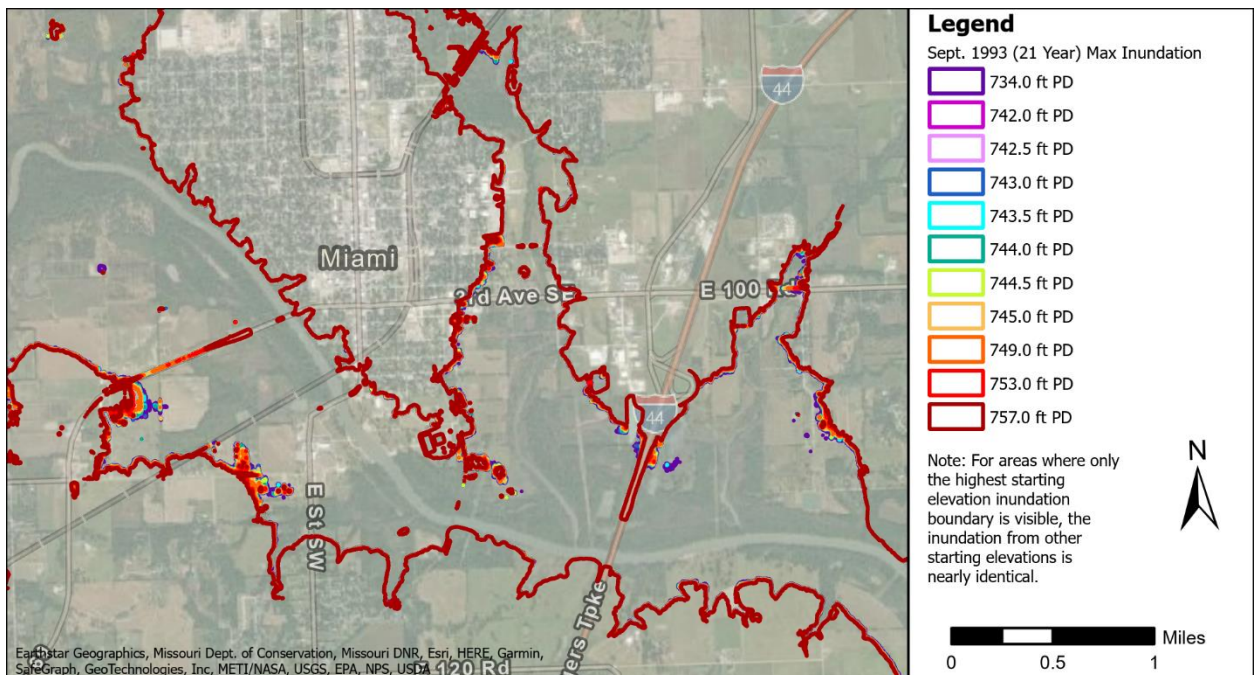 Legend
Sept. 1993 (21 Year) Max Inundation
734.0 ft PD
742.0 ft PD
742.5 ft PD
743.0 ft PD
743.5 ft PD
744.0 ft PD
744.5 ft PD
745.0 ft PD
749.0 ft PD
753.0 ft PD
757.0 ft PD
Note: For areas where only
the highest starting
elevation inundation
boundary is visible, the
inundation from other
starting elevations is
nearly identical.
N
Miles
0 0.5 1
44
Miami
3rd Ave SE
E 100 Rd
44
E St SW
E 120 Rd
Earthstar Geographics, Missouri Dept. of Conservation, Missouri DNR, Esri, HERE, Garmin,
SafeGraph, GeoTechnologies, Inc, METI/NASA, USGS, EPA, NPS, USDA
Tpke